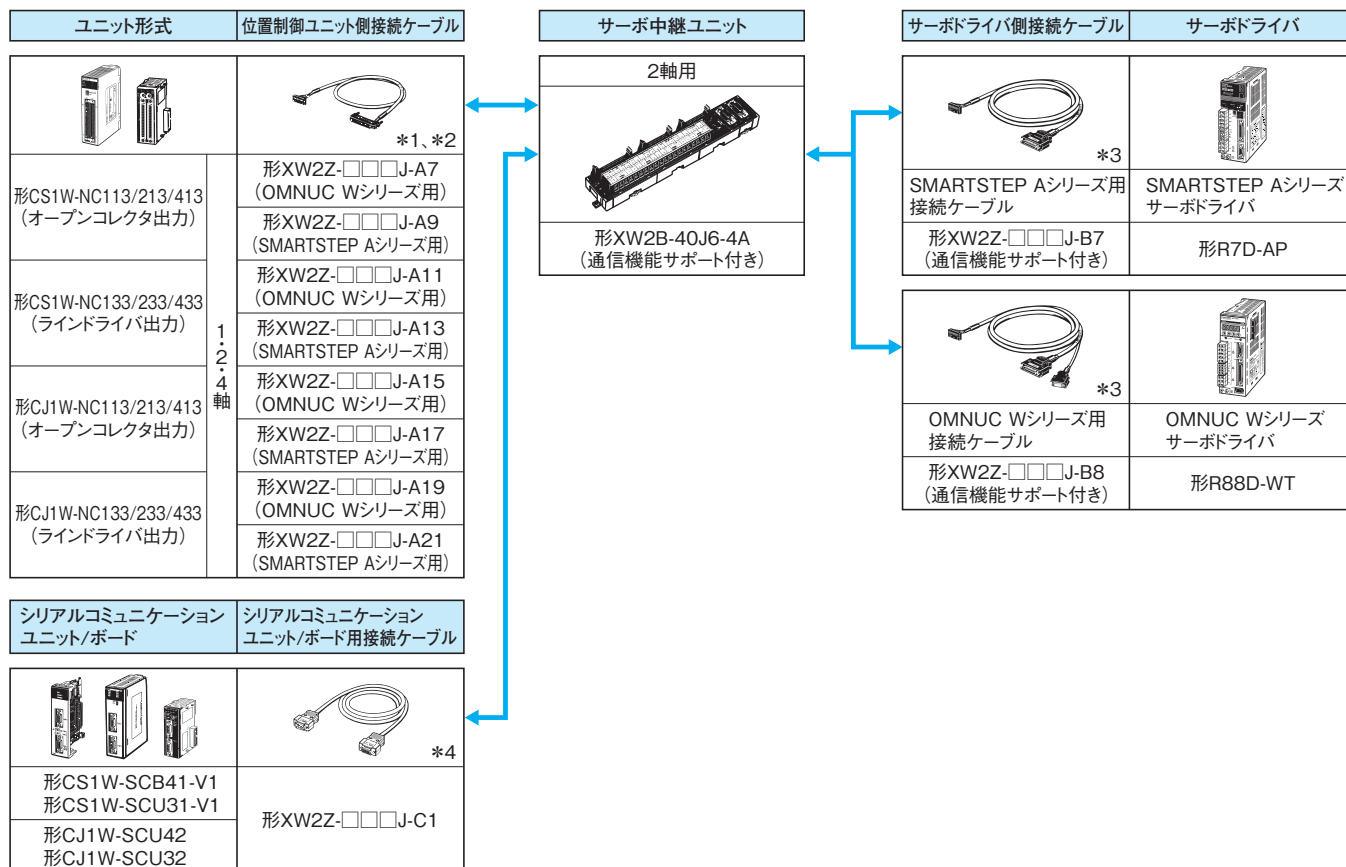 ユニット形式
位置制御ユニット側接続ケーブル
*1、*2
形CS1W-NC113/213/413
(オープンコレクタ出力)
形CS1W-NC133/233/433
(ラインドライバ出力)
形CJ1W-NC113/213/413
(オープンコレクタ出力)
形CJ1W-NC133/233/433
(ラインドライバ出力)
1・2・4軸
形XW2Z-□□□J-A7
(OMNUC Wシリーズ用)
形XW2Z-□□□J-A9
(SMARTSTEP Aシリーズ用)
形XW2Z-□□□J-A11
(OMNUC Wシリーズ用)
形XW2Z-□□□J-A13
(SMARTSTEP Aシリーズ用)
形XW2Z-□□□J-A15
(OMNUC Wシリーズ用)
形XW2Z-□□□J-A17
(SMARTSTEP Aシリーズ用)
形XW2Z-□□□J-A19
(OMNUC Wシリーズ用)
形XW2Z-□□□J-A21
(SMARTSTEP Aシリーズ用)
シリアルコミュニケーション
ユニット/ボード
シリアルコミュニケーション
ユニット/ボード用接続ケーブル
*4
形CS1W-SCB41-V1
形CS1W-SCU31-V1
形CJ1W-SCU42
形CJ1W-SCU32
形XW2Z-□□□J-C1
サーボ中継ユニット
2軸用
形XW2B-40J6-4A
(通信機能サポート付き)
サーボドライバ側接続ケーブル
サーボドライバ
*3
SMARTSTEP Aシリーズ用
接続ケーブル
SMARTSTEP Aシリーズ
サーボドライバ
形XW2Z-□□□J-B7
(通信機能サポート付き)
形R7D-AP
*3
OMNUC Wシリーズ用
接続ケーブル
OMNUC Wシリーズ
サーボドライバ
形XW2Z-□□□J-B8
(通信機能サポート付き)
形R88D-WT